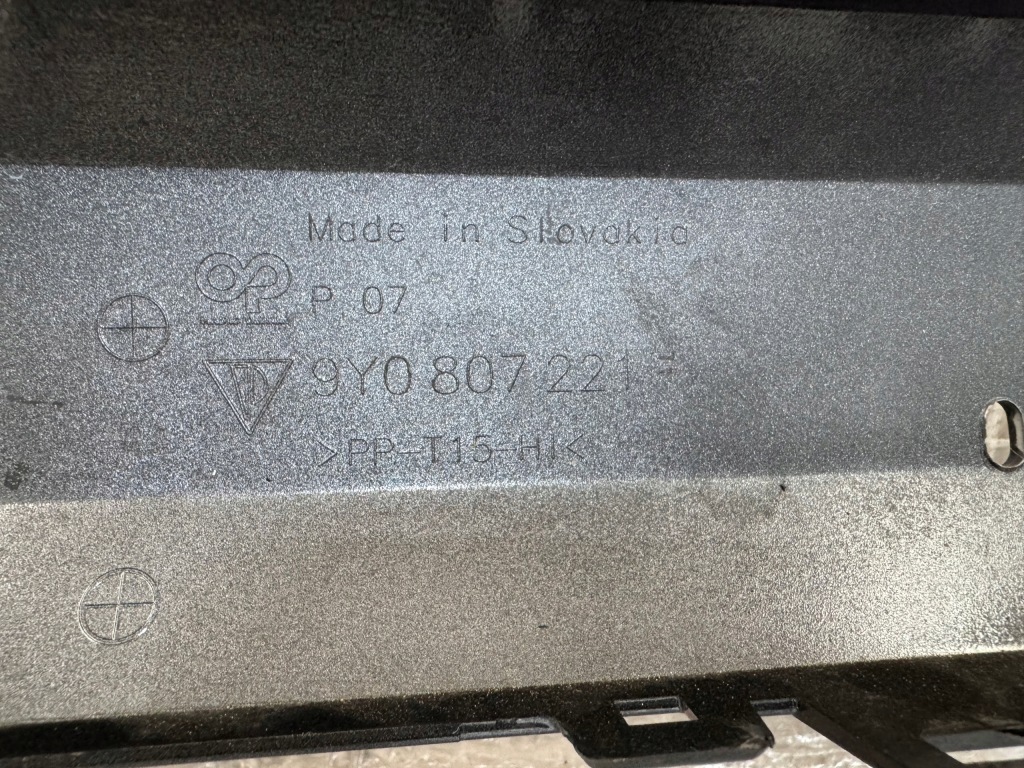 Made in Slovakia
P 07
9Y0 807 221
>PP-T15-HI<